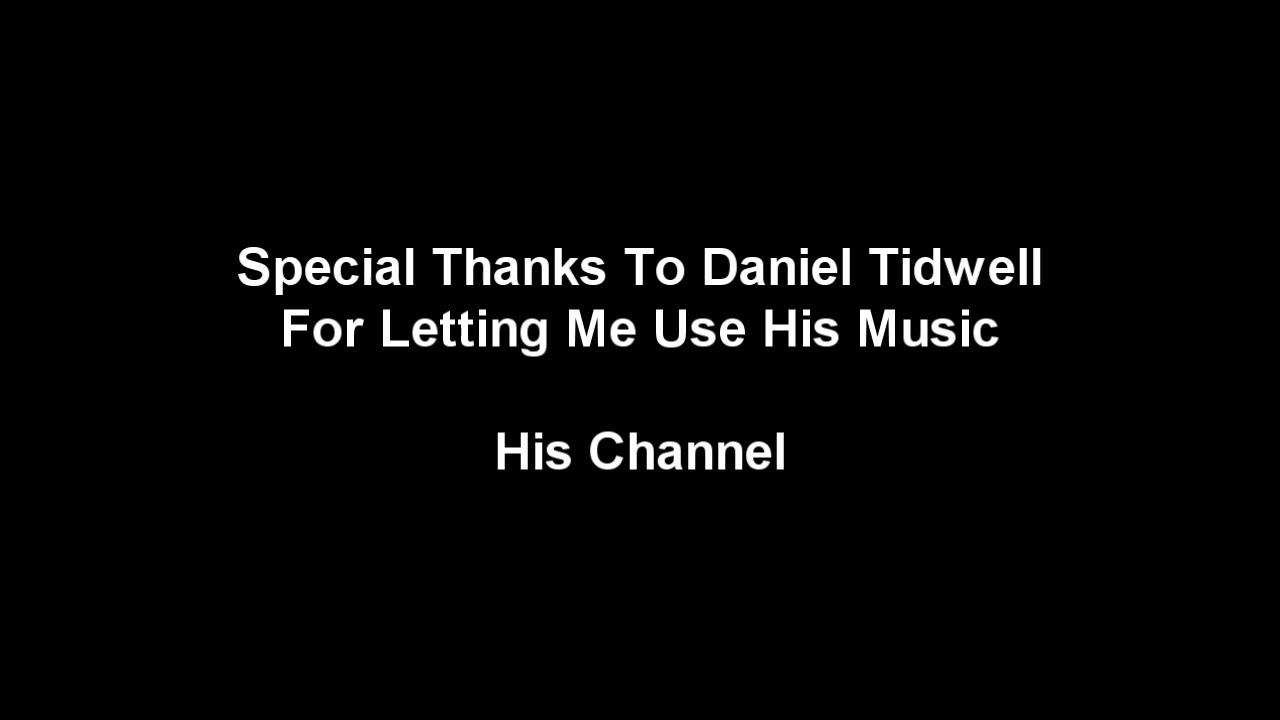 Special Thanks To Daniel Tidwell
For Letting Me Use His Music
His Channel